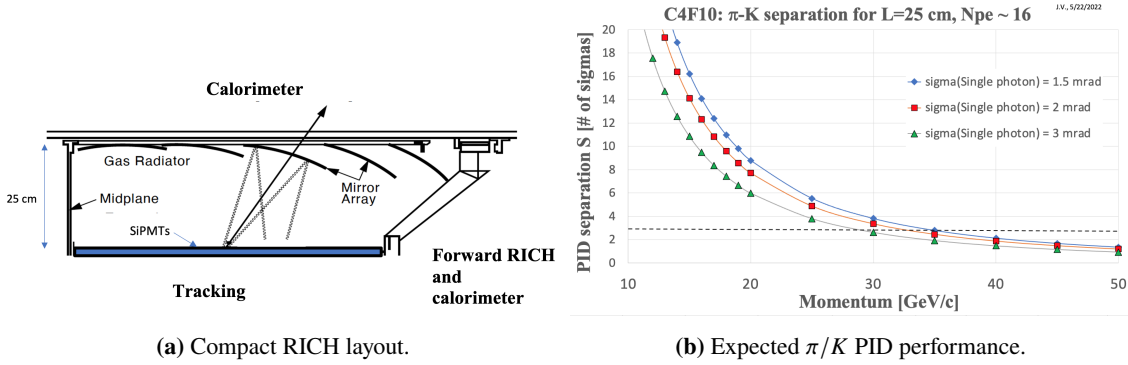 Calorimeter
Gas Radiator
Mirror
Array
25 cm
Midplane
SiPMTs
Tracking
Forward RICH
and
calorimeter
(a) Compact RICH layout.
C4F10: π-K separation for L=25 cm, Npe ~ 16
J.V., 5/22/2022
PID separation S [# of sigmas]
20
18
16
14
12
10
8
6
4
2
0
sigma(Single photon) = 1.5 mrad
sigma(Single photon) = 2 mrad
sigma(Single photon) = 3 mrad
10 20 30 40 50
Momentum [GeV/c]
(b) Expected π/K PID performance.